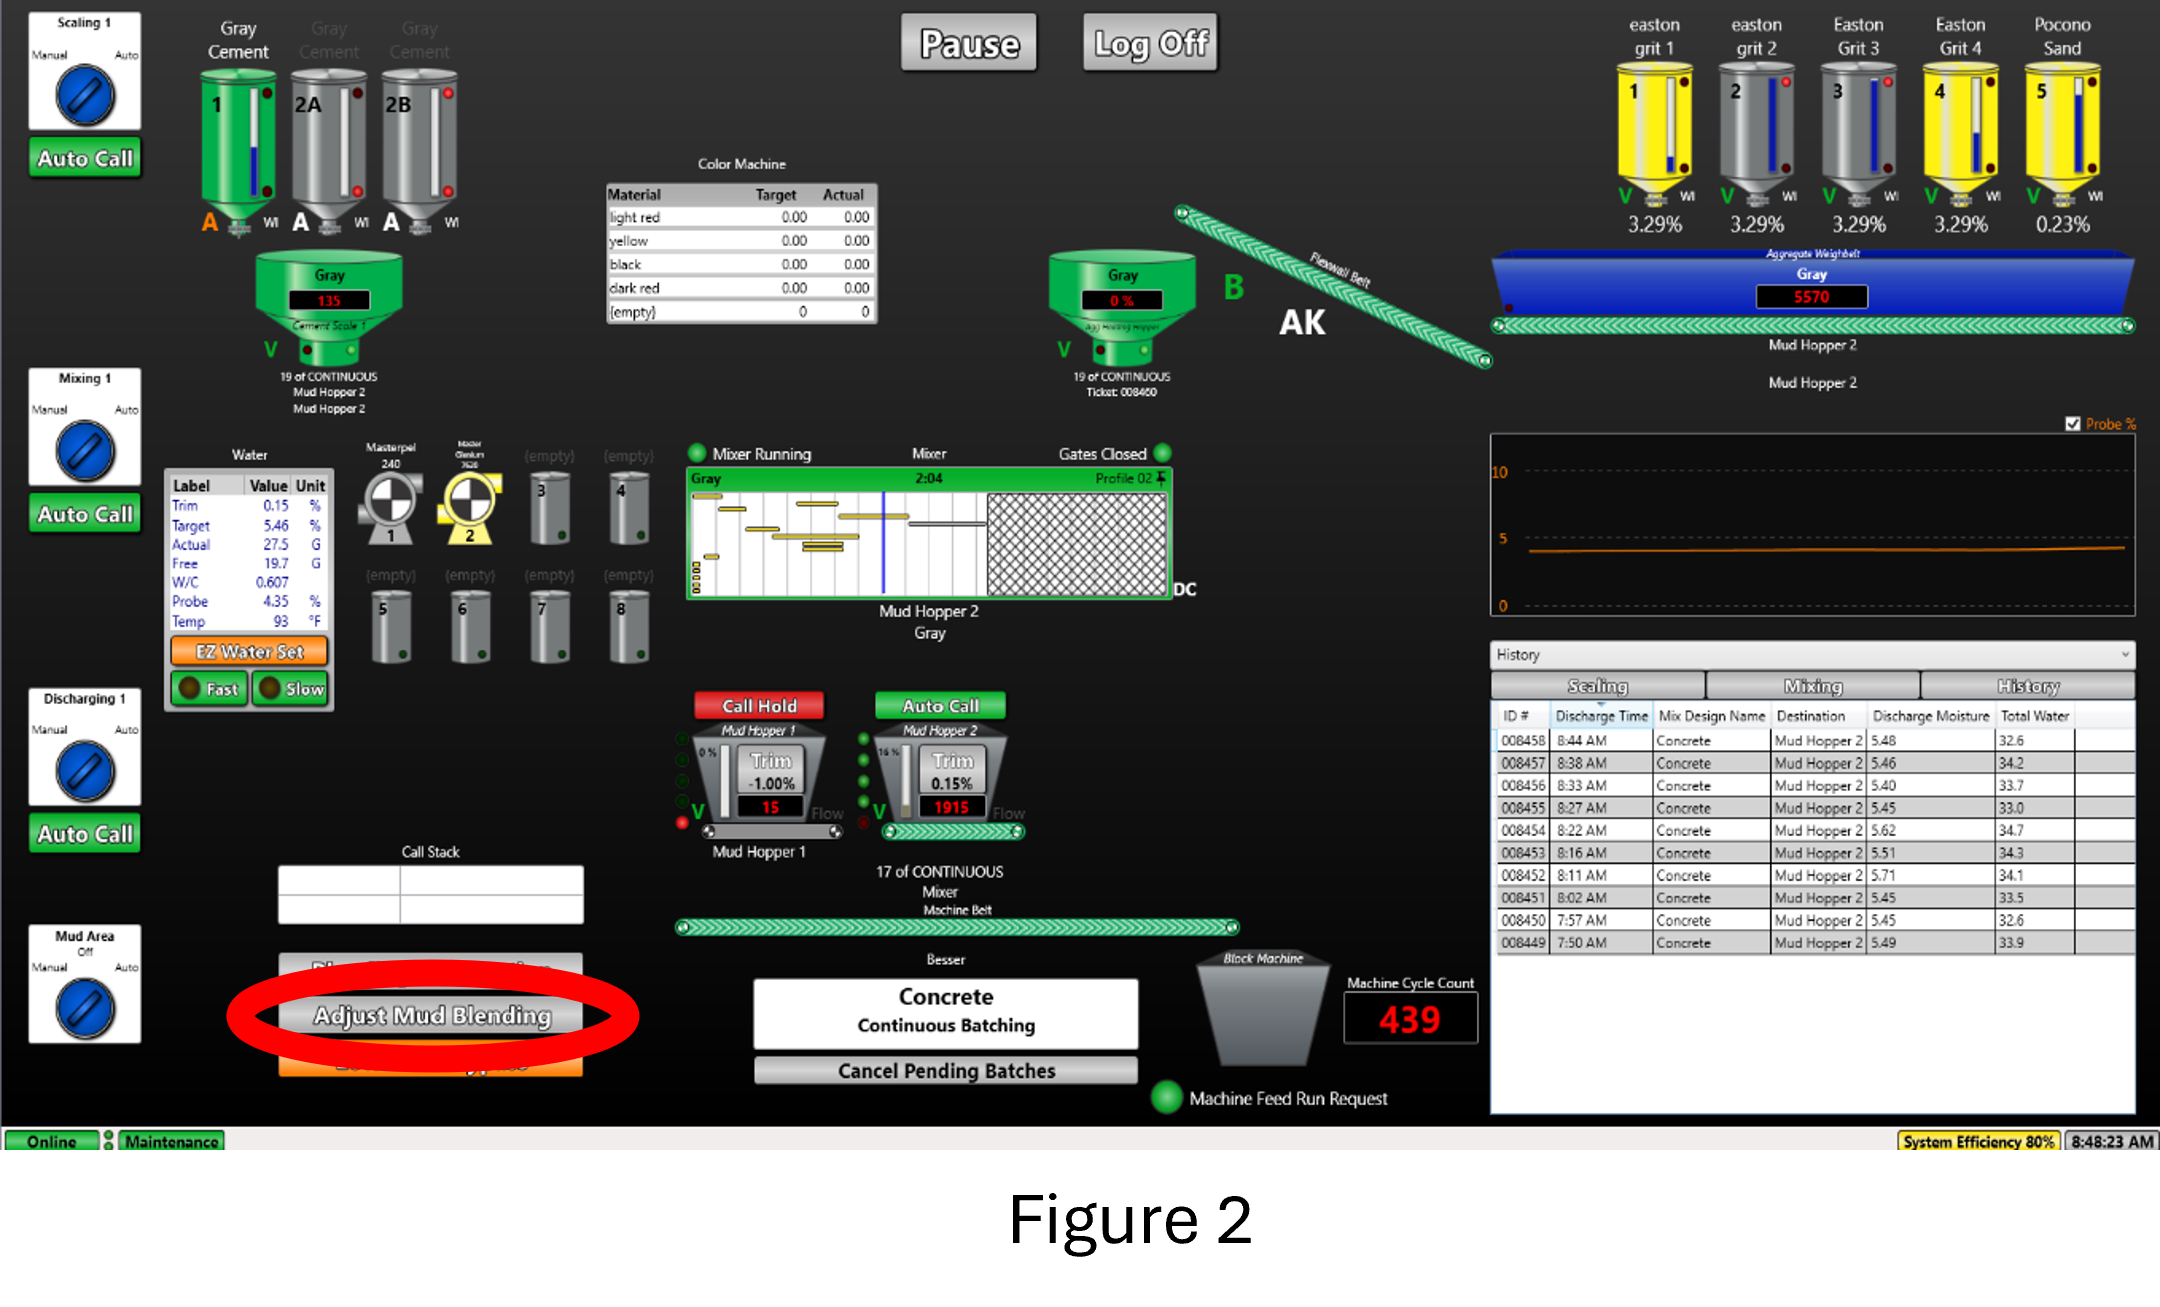 Scaling 1
Manual Auto
Auto Call
Gray Cement
Gray Cement
Gray Cement
1
2A
2B
A WI A WI A WI
Pause
Log Off
easton grit 1
easton grit 2
Easton Grit 3
Easton Grit 4
Pocono Sand
1
2
3
4
5
V WI V WI V WI V WI V WI
3.29% 3.29% 3.29% 3.29% 0.23%
Color Machine
Material Target Actual
light red 0.00 0.00
yellow 0.00 0.00
black 0.00 0.00
dark red 0.00 0.00
{empty} 0 0
Gray
135
Cement Scale 1
V
19 of CONTINUOUS
Mud Hopper 2
Mud Hopper 2
Gray
0 %
Agg Holding Hopper
V
19 of CONTINUOUS
Ticket: 008460
B
AK
Flexwall Belt
Aggregate Weighbelt
Gray
5570
Mud Hopper 2
Mud Hopper 2
Mixing 1
Manual Auto
Auto Call
Water
Label Value Unit
Trim 0.15 %
Target 5.46 %
Actual 27.5 G
Free 19.7 G
W/C 0.607
Probe 4.35 %
Temp 93 °F
EZ Water Set
Fast Slow
Masterpel 240
1
Master Glenium 7620
2
{empty}
3
{empty}
4
{empty}
5
{empty}
6
{empty}
7
{empty}
8
Mixer Running Mixer Gates Closed
Gray 2:04 Profile 02
DC
Mud Hopper 2
Gray
Probe %
10
5
0
Discharging 1
Manual Auto
Auto Call
Call Hold
Mud Hopper 1
0 %
Trim
-1.00%
15
V Flow
Mud Hopper 1
Auto Call
Mud Hopper 2
16 %
Trim
0.15%
1915
V Flow
17 of CONTINUOUS
Mixer
Machine Belt
Call Stack
History
Scaling Mixing History
ID # Discharge Time Mix Design Name Destination Discharge Moisture Total Water
008458 8:44 AM Concrete Mud Hopper 2 5.48 32.6
008457 8:38 AM Concrete Mud Hopper 2 5.46 34.2
008456 8:33 AM Concrete Mud Hopper 2 5.40 33.7
008455 8:27 AM Concrete Mud Hopper 2 5.45 33.0
008454 8:22 AM Concrete Mud Hopper 2 5.62 34.7
008453 8:16 AM Concrete Mud Hopper 2 5.51 34.3
008452 8:11 AM Concrete Mud Hopper 2 5.71 34.1
008451 8:02 AM Concrete Mud Hopper 2 5.45 33.5
008450 7:57 AM Concrete Mud Hopper 2 5.45 32.6
008449 7:50 AM Concrete Mud Hopper 2 5.49 33.9
Mud Area
Off
Manual Auto
Adjust Mud Blending
Besser
Concrete
Continuous Batching
Cancel Pending Batches
Block Machine
Machine Cycle Count
439
Machine Feed Run Request
Online Maintenance System Efficiency 80% 8:48:23 AM
Figure 2